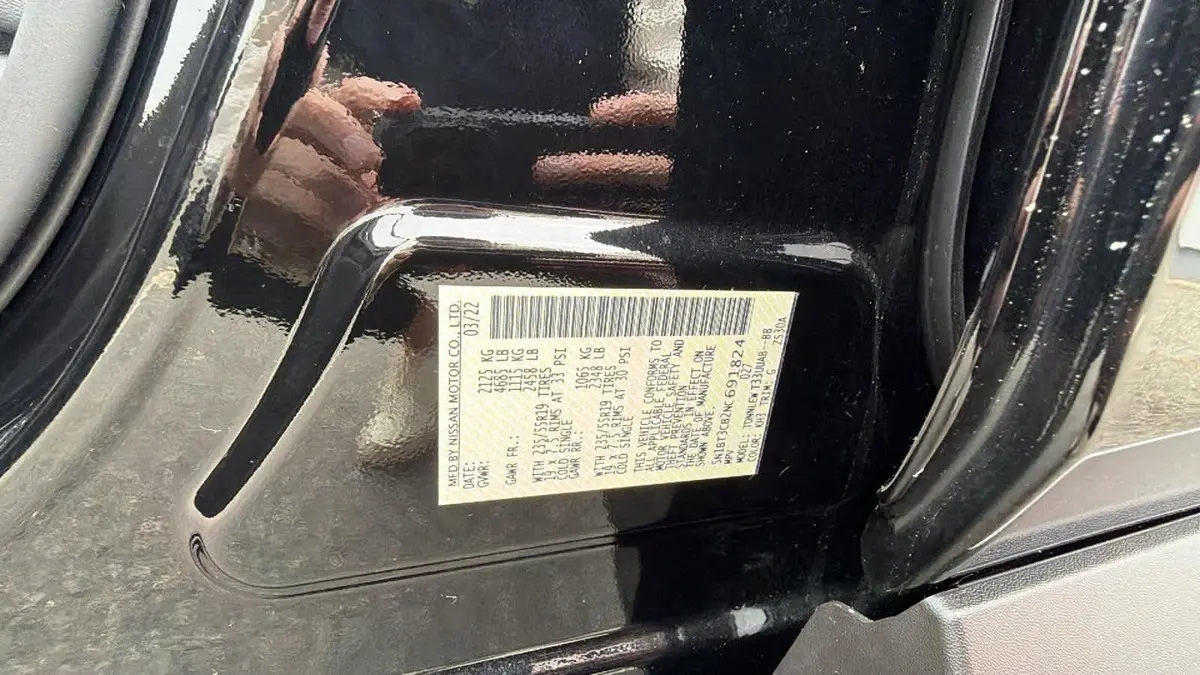 MFD BY NISSAN MOTOR CO., LTD.
DATE: 03/22
GVWR: 2125 KG
4685 LB
GAWR FR.: 1115 KG
2458 LB
WITH 235/55R19 TIRES
19 x 7.5 RIMS AT 33 PSI
COLD SINGLE
GAWR RR.: 1065 KG
2348 LB
WITH 235/55R19 TIRES
19 x 7.5 RIMS AT 30 PSI
COLD SINGLE
THIS VEHICLE CONFORMS TO
ALL APPLICABLE FEDERAL
MOTOR VEHICLE SAFETY AND
THEFT PREVENTION
STANDARDS IN EFFECT ON
THE DATE OF MANUFACTURE
SHOWN ABOVE.
5N1BT3CB2NC691824
MPV 027
MODEL: TONNLEWT33UUA8--BB
COLOR: KH3 TRIM: G ZS30A